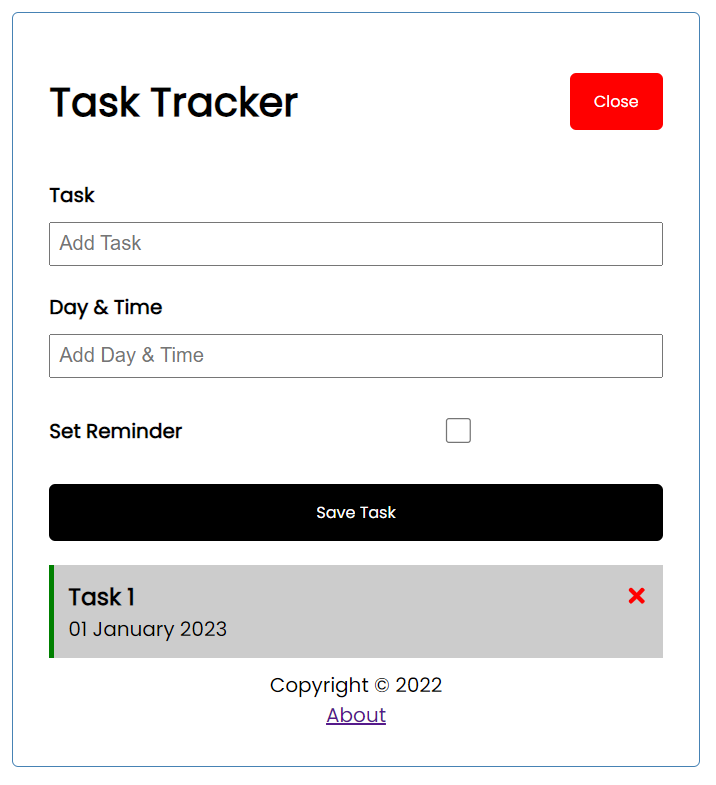 Task Tracker
Close
Task
Add Task
Day & Time
Add Day & Time
Set Reminder
Save Task
Task 1
01 January 2023
Copyright © 2022
About